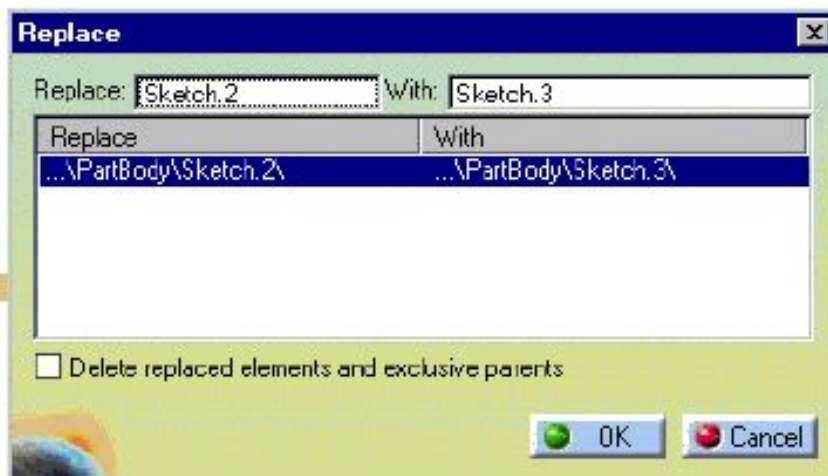 Replace
Replace: Sketch.2 With: Sketch.3
Replace With
...\PartBody\Sketch.2\ ...\PartBody\Sketch.3\
Delete replaced elements and exclusive parents
OK Cancel